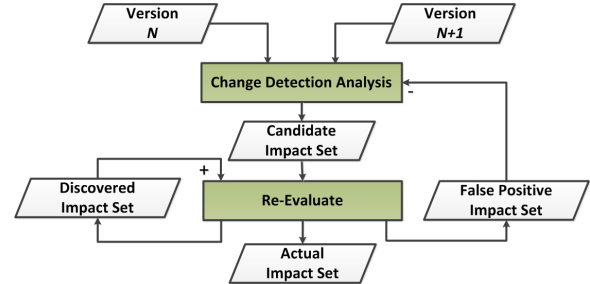 Version
N
Version
N+1
Change Detection Analysis
-
Candidate
Impact Set
+
Discovered
Impact Set
Re-Evaluate
False Positive
Impact Set
Actual
Impact Set